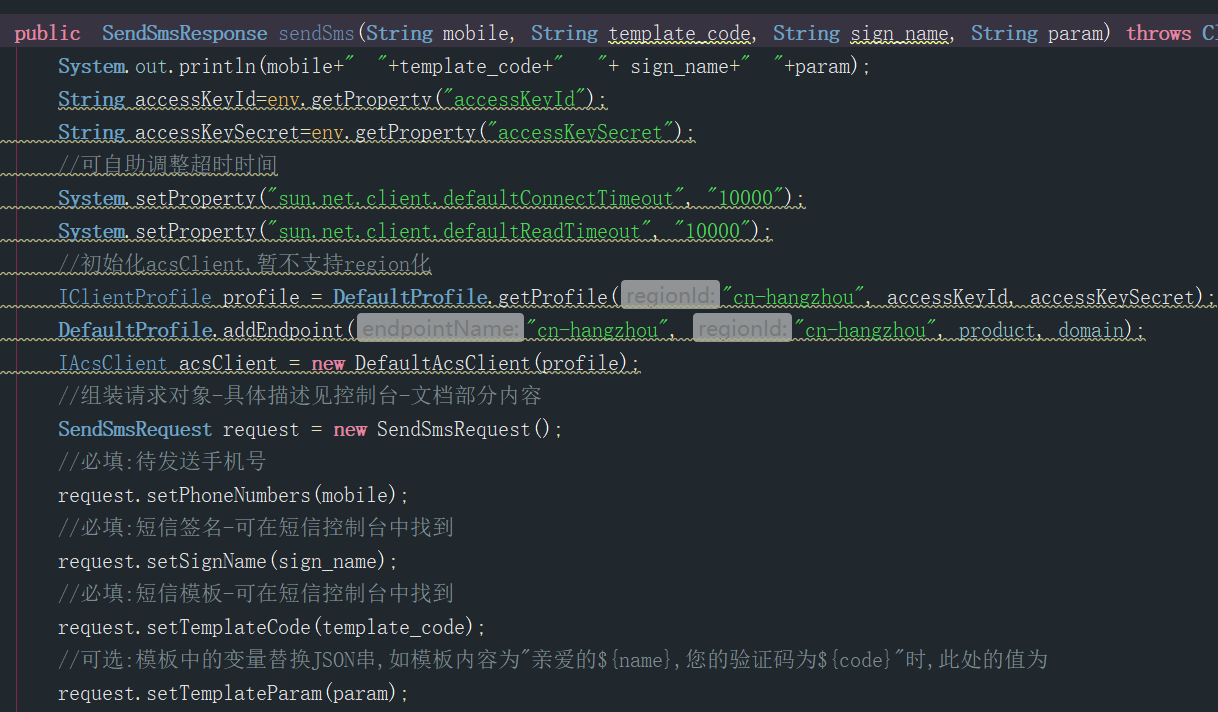 public  SendSmsResponse sendSms(String mobile, String template_code, String sign_name, String param) throws
System.out.println(mobile+"  "+template_code+"   "+ sign_name+"  "+param);
String accessKeyId=env.getProperty("accessKeyId");
String accessKeySecret=env.getProperty("accessKeySecret");
//可自助调整超时时间
System.setProperty("sun.net.client.defaultConnectTimeout", "10000");
System.setProperty("sun.net.client.defaultReadTimeout", "10000");
//初始化acsClient,暂不支持region化
IClientProfile profile = DefaultProfile.getProfile( regionId: "cn-hangzhou", accessKeyId, accessKeySecret);
DefaultProfile.addEndpoint( endpointName: "cn-hangzhou", regionId: "cn-hangzhou", product, domain);
IAcsClient acsClient = new DefaultAcsClient(profile);
//组装请求对象-具体描述见控制台-文档部分内容
SendSmsRequest request = new SendSmsRequest();
//必填:待发送手机号
request.setPhoneNumbers(mobile);
//必填:短信签名-可在短信控制台中找到
request.setSignName(sign_name);
//必填:短信模板-可在短信控制台中找到
request.setTemplateCode(template_code);
//可选:模板中的变量替换JSON串,如模板内容为"亲爱的${name},您的验证码为${code}"时,此处的值为
request.setTemplateParam(param);